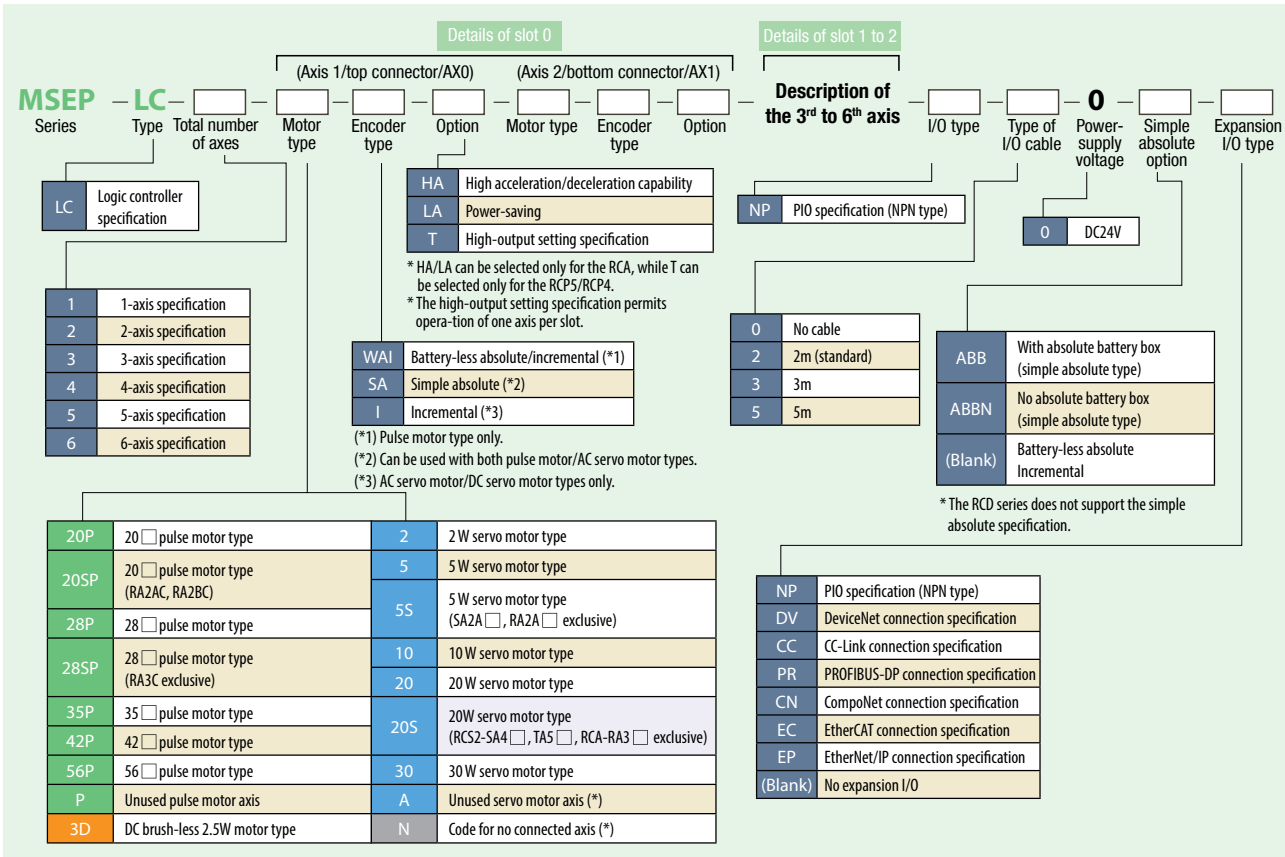 Details of slot 0
Details of slot 1 to 2
(Axis 1/top connector/AX0)
(Axis 2/bottom connector/AX1)
MSEP – LC – □ – □ – □ – □ – □ – □ – □ – Description of the 3rd to 6th axis – □ – □ – 0 – □ – □
Series
Type
Total number
of axes
Motor
type
Encoder
type
Option
Motor type
Encoder
type
Option
I/O type
Type of
I/O cable
Power-
supply
voltage
Simple
absolute
option
Expansion
I/O type
LC Logic controller
specification
HA High acceleration/deceleration capability
LA Power-saving
T High-output setting specification
* HA/LA can be selected only for the RCA, while T can
be selected only for the RCP5/RCP4.
* The high-output setting specification permits
opera-tion of one axis per slot.
NP PIO specification (NPN type)
0 DC24V
1 1-axis specification
2 2-axis specification
3 3-axis specification
4 4-axis specification
5 5-axis specification
6 6-axis specification
WAI Battery-less absolute/incremental (*1)
SA Simple absolute (*2)
I Incremental (*3)
(*1) Pulse motor type only.
(*2) Can be used with both pulse motor/AC servo motor types.
(*3) AC servo motor/DC servo motor types only.
0 No cable
2 2m (standard)
3 3m
5 5m
ABB With absolute battery box
(simple absolute type)
ABBN No absolute battery box
(simple absolute type)
(Blank) Battery-less absolute
Incremental
* The RCD series does not support the simple
absolute specification.
20P 20 □ pulse motor type
20SP 20 □ pulse motor type
(RA2AC, RA2BC)
28P 28 □ pulse motor type
28SP 28 □ pulse motor type
(RA3C exclusive)
35P 35 □ pulse motor type
42P 42 □ pulse motor type
56P 56 □ pulse motor type
P Unused pulse motor axis
3D DC brush-less 2.5W motor type
2 2 W servo motor type
5 5 W servo motor type
5S 5 W servo motor type
(SA2A □ , RA2A □ exclusive)
10 10 W servo motor type
20 20 W servo motor type
20S 20W servo motor type
(RCS2-SA4 □ , TA5 □ , RCA-RA3 □ exclusive)
30 30 W servo motor type
A Unused servo motor axis (*)
N Code for no connected axis (*)
NP PIO specification (NPN type)
DV DeviceNet connection specification
CC CC-Link connection specification
PR PROFIBUS-DP connection specification
CN CompoNet connection specification
EC EtherCAT connection specification
EP EtherNet/IP connection specification
(Blank) No expansion I/O